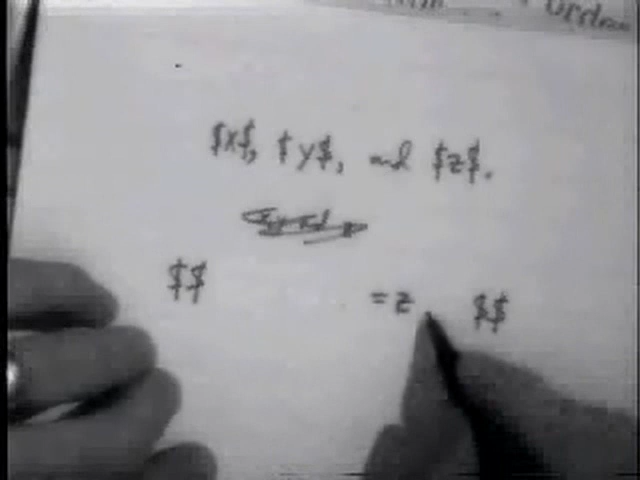 $x$, $y$, and $z$.
$$ =z $$